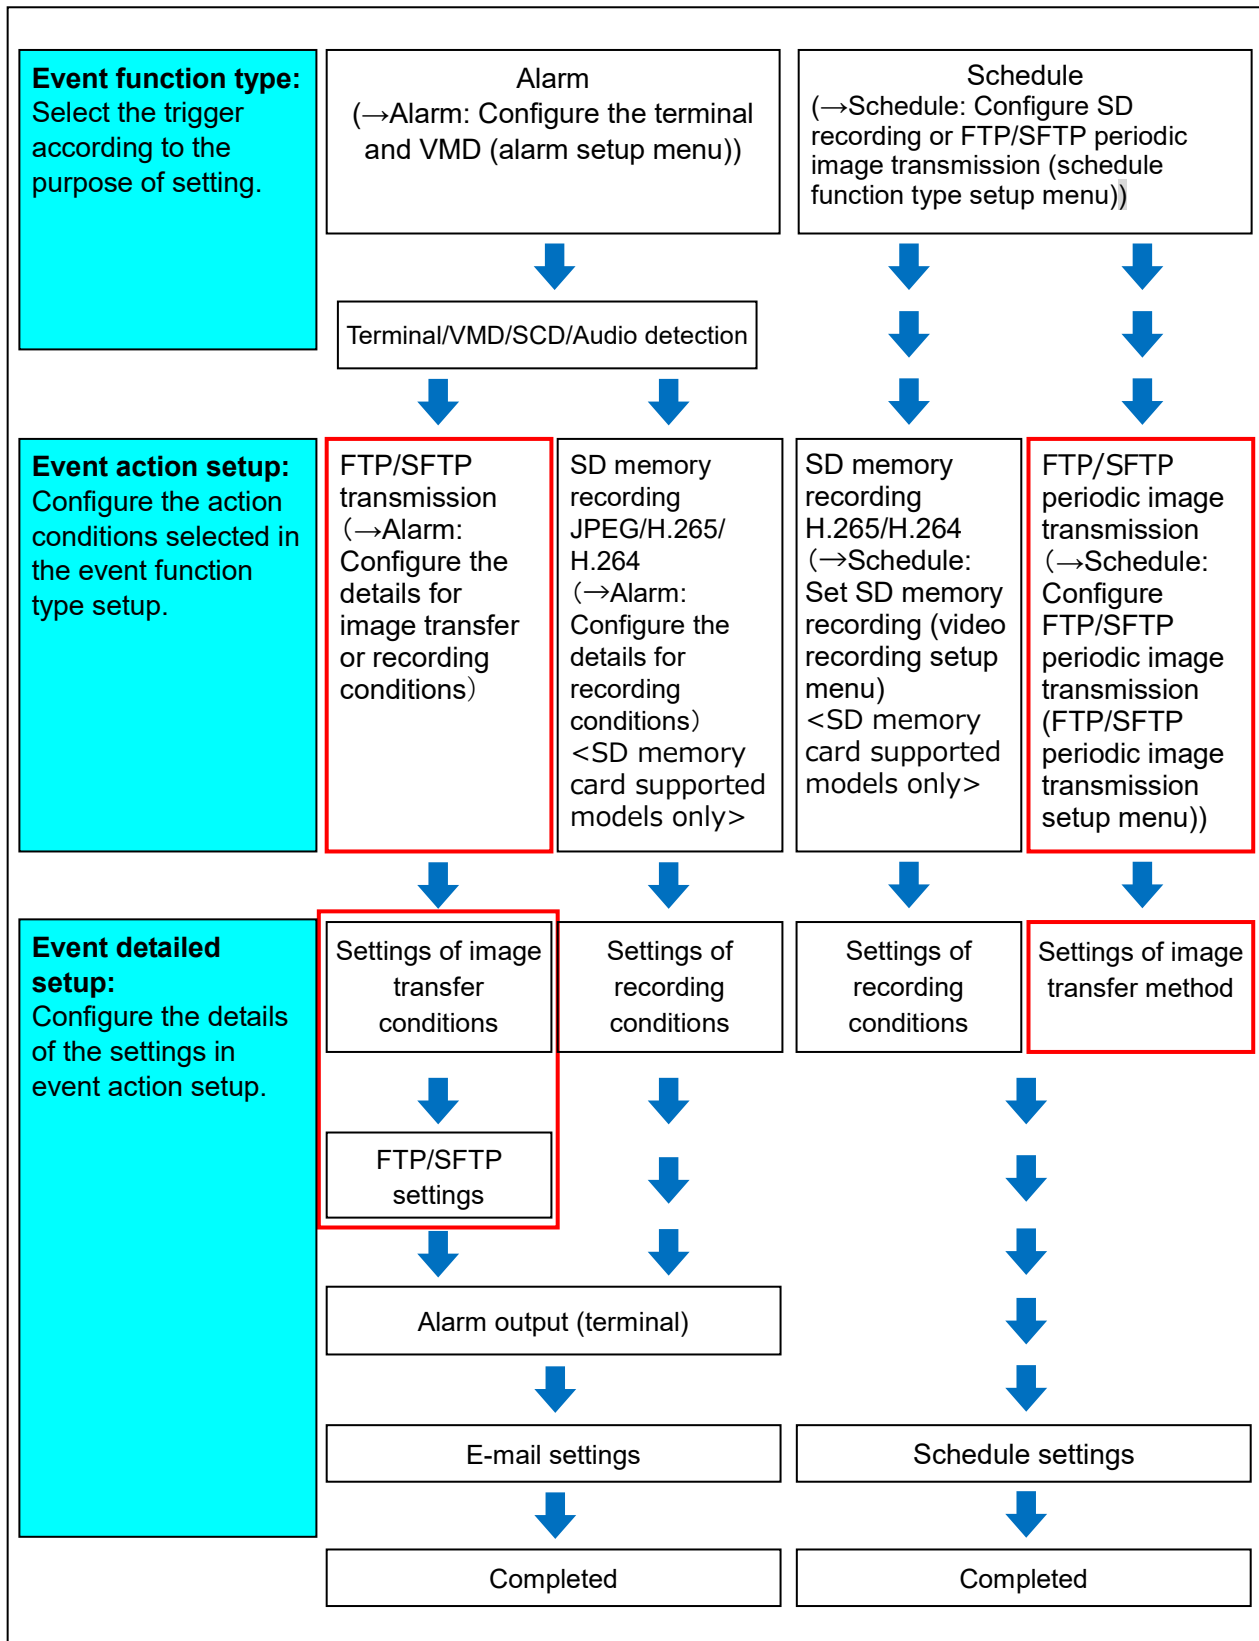 Event function type:
Select the trigger
according to the
purpose of setting.
Alarm
(→Alarm: Configure the terminal
and VMD (alarm setup menu))
Schedule
(→Schedule: Configure SD
recording or FTP/SFTP periodic
image transmission (schedule
function type setup menu))
Terminal/VMD/SCD/Audio detection
Event action setup:
Configure the action
conditions selected in
the event function
type setup.
FTP/SFTP
transmission
（→Alarm:
Configure the
details for
image transfer
or recording
conditions）
SD memory
recording
JPEG/H.265/
H.264
（→Alarm:
Configure the
details for
recording
conditions）
<SD memory
card supported
models only>
SD memory
recording
H.265/H.264
（→Schedule:
Set SD memory
recording (video
recording setup
menu)
<SD memory
card supported
models only>
FTP/SFTP
periodic image
transmission
（→Schedule:
Configure
FTP/SFTP
periodic image
transmission
(FTP/SFTP
periodic image
transmission
setup menu))
Event detailed
setup:
Configure the details
of the settings in
event action setup.
Settings of image
transfer
conditions
Settings of
recording
conditions
Settings of
recording
conditions
Settings of image
transfer method
FTP/SFTP
settings
Alarm output (terminal)
E-mail settings
Schedule settings
Completed
Completed